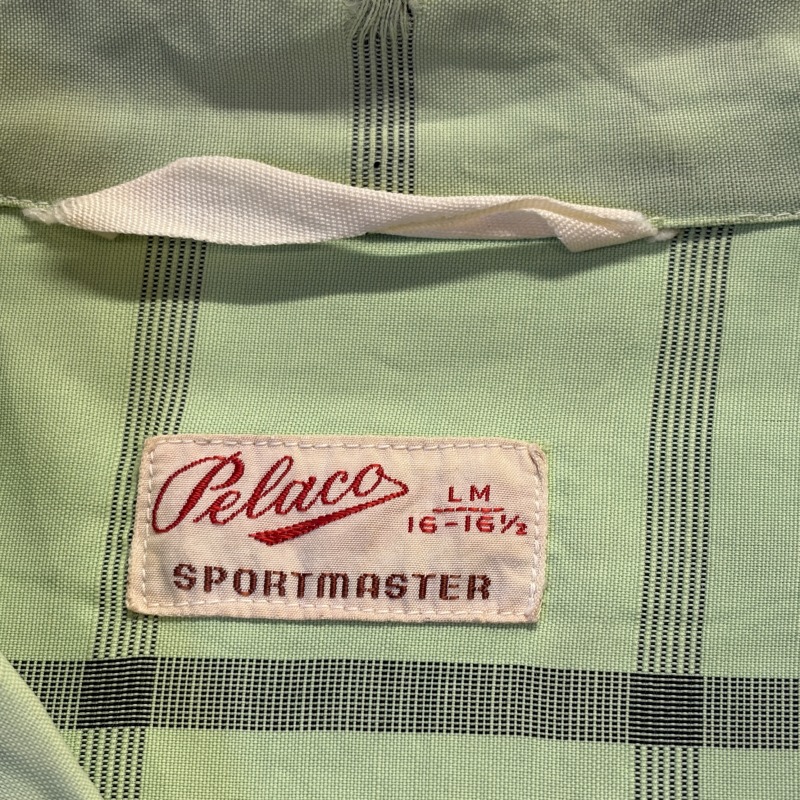 Pelaco
LM
16-16½
SPORTMASTER